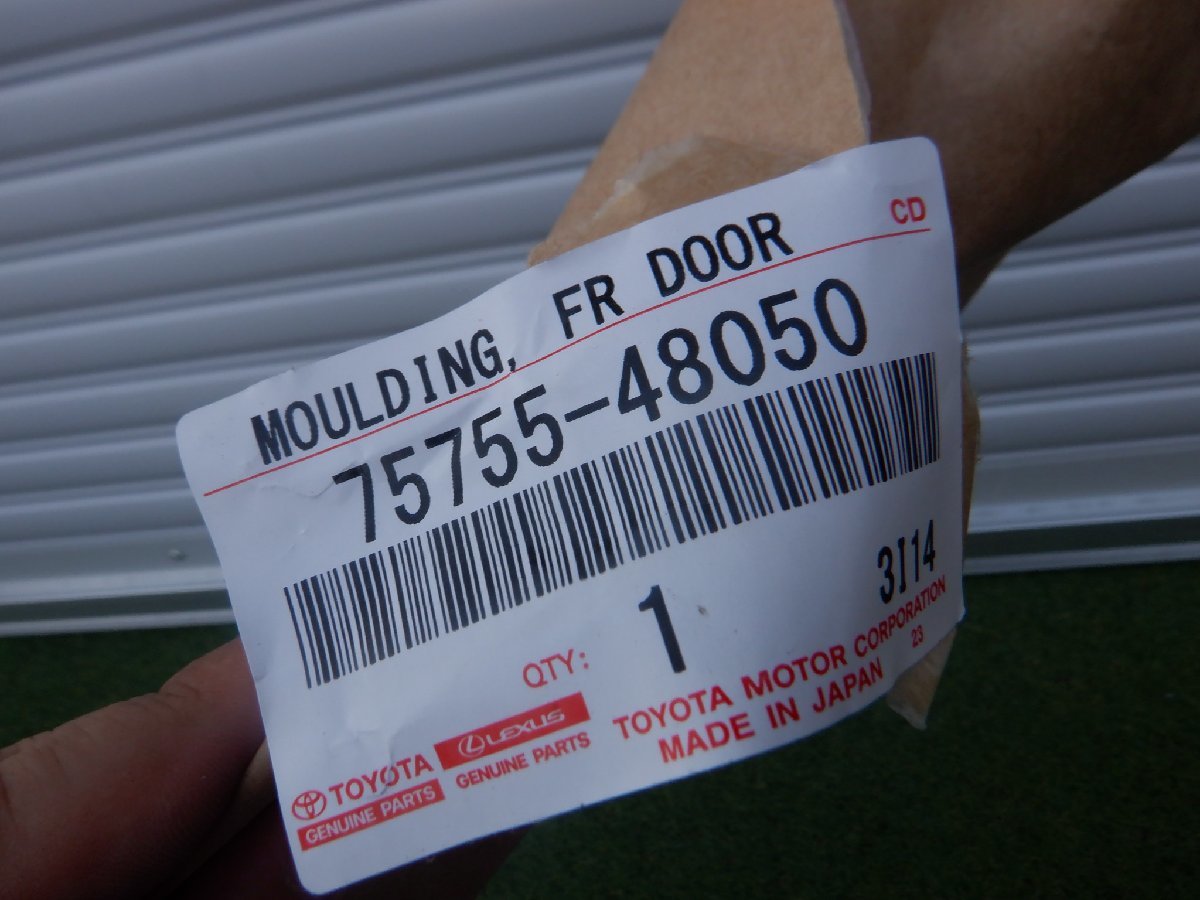 CD
MOULDING, FR DOOR
75755-48050
3I14
QTY: 1
TOYOTA MOTOR CORPORATION
23
MADE IN JAPAN
TOYOTA
GENUINE PARTS
LEXUS
GENUINE PARTS